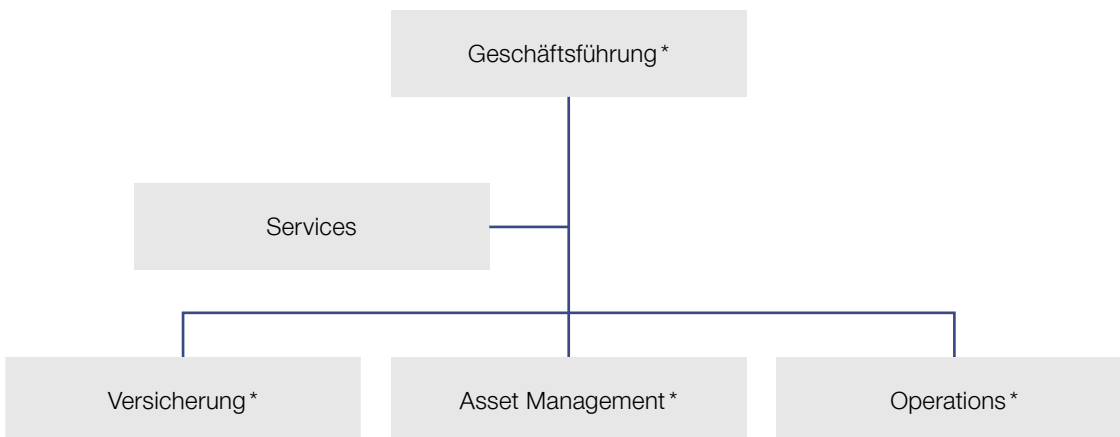 Geschäftsführung *
Services
Versicherung *
Asset Management *
Operations *